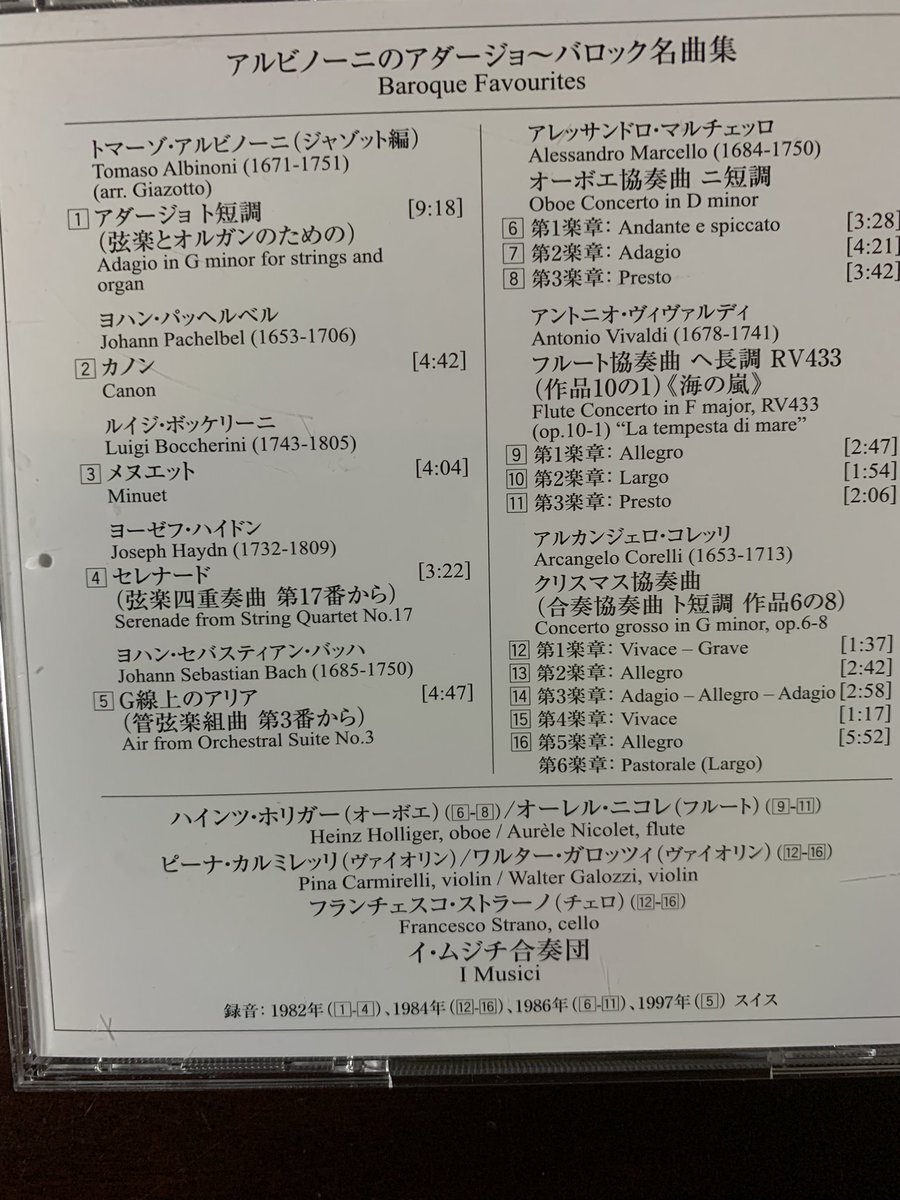 アルビノーニのアダージョ～バロック名曲集
Baroque Favourites
トマーゾ・アルビノーニ(ジャゾット編)
Tomaso Albinoni (1671-1751)
(arr. Giazotto)
1 アダージョ ト短調 [9:18]
(弦楽とオルガンのための)
Adagio in G minor for strings and
organ
ヨハン・パッヘルベル
Johann Pachelbel (1653-1706)
2 カノン [4:42]
Canon
ルイジ・ボッケリーニ
Luigi Boccherini (1743-1805)
3 メヌエット [4:04]
Minuet
ヨーゼフ・ハイドン
Joseph Haydn (1732-1809)
4 セレナード [3:22]
(弦楽四重奏曲 第17番から)
Serenade from String Quartet No.17
ヨハン・セバスティアン・バッハ
Johann Sebastian Bach (1685-1750)
5 G線上のアリア [4:47]
(管弦楽組曲 第3番から)
Air from Orchestral Suite No.3
アレッサンドロ・マルチェッロ
Alessandro Marcello (1684-1750)
オーボエ協奏曲 ニ短調
Oboe Concerto in D minor
6 第1楽章: Andante e spiccato [3:28]
7 第2楽章: Adagio [4:21]
8 第3楽章: Presto [3:42]
アントニオ・ヴィヴァルディ
Antonio Vivaldi (1678-1741)
フルート協奏曲 ヘ長調 RV433
(作品10の1)《海の嵐》
Flute Concerto in F major, RV433
(op.10-1) “La tempesta di mare”
9 第1楽章: Allegro [2:47]
10 第2楽章: Largo [1:54]
11 第3楽章: Presto [2:06]
アルカンジェロ・コレッリ
Arcangelo Corelli (1653-1713)
クリスマス協奏曲
(合奏協奏曲 ト短調 作品6の8)
Concerto grosso in G minor, op.6-8
12 第1楽章: Vivace – Grave [1:37]
13 第2楽章: Allegro [2:42]
14 第3楽章: Adagio – Allegro – Adagio [2:58]
15 第4楽章: Vivace [1:17]
16 第5楽章: Allegro [5:52]
第6楽章: Pastorale (Largo)
ハインツ・ホリガー(オーボエ)(6-8)/オーレル・ニコレ(フルート)(9-11)
Heinz Holliger, oboe / Aurèle Nicolet, flute
ピーナ・カルミレッリ(ヴァイオリン)/ワルター・ガロッツィ(ヴァイオリン)(12-16)
Pina Carmirelli, violin / Walter Galozzi, violin
フランチェスコ・ストラーノ(チェロ)(12-16)
Francesco Strano, cello
イ・ムジチ合奏団
I Musici
録音:1982年(1-4)、1984年(12-16)、1986年(6-11)、1997年(5) スイス